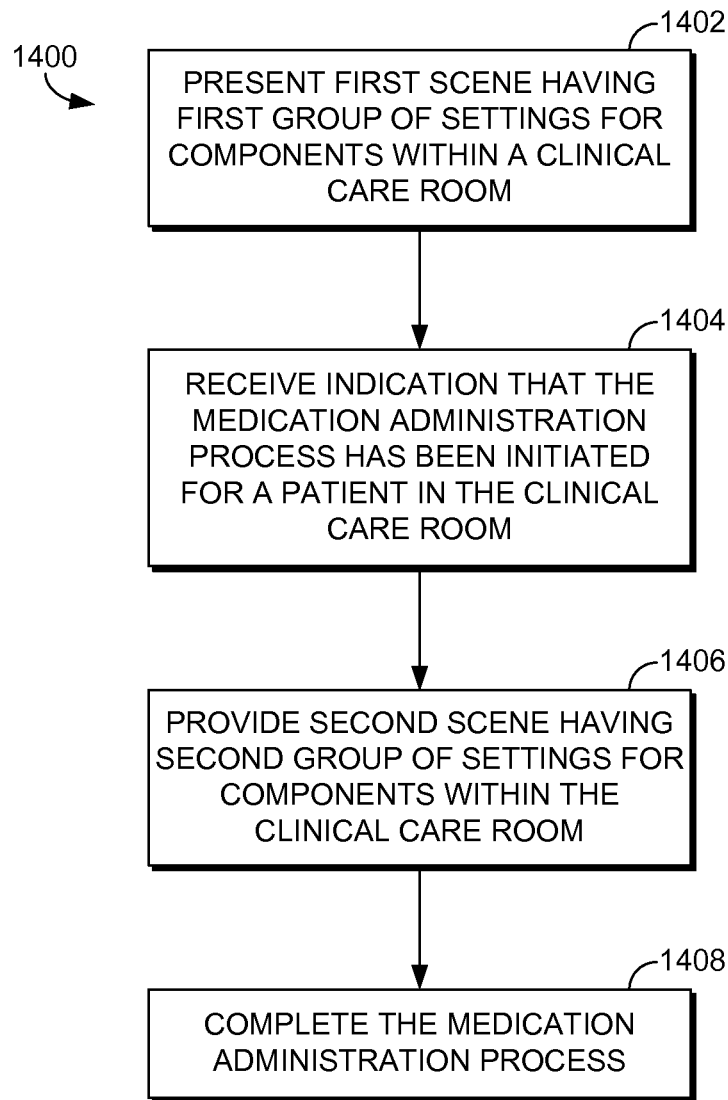 1400
1402
PRESENT FIRST SCENE HAVING
FIRST GROUP OF SETTINGS FOR
COMPONENTS WITHIN A CLINICAL
CARE ROOM
1404
RECEIVE INDICATION THAT THE
MEDICATION ADMINISTRATION
PROCESS HAS BEEN INITIATED
FOR A PATIENT IN THE CLINICAL
CARE ROOM
1406
PROVIDE SECOND SCENE HAVING
SECOND GROUP OF SETTINGS FOR
COMPONENTS WITHIN THE
CLINICAL CARE ROOM
1408
COMPLETE THE MEDICATION
ADMINISTRATION PROCESS